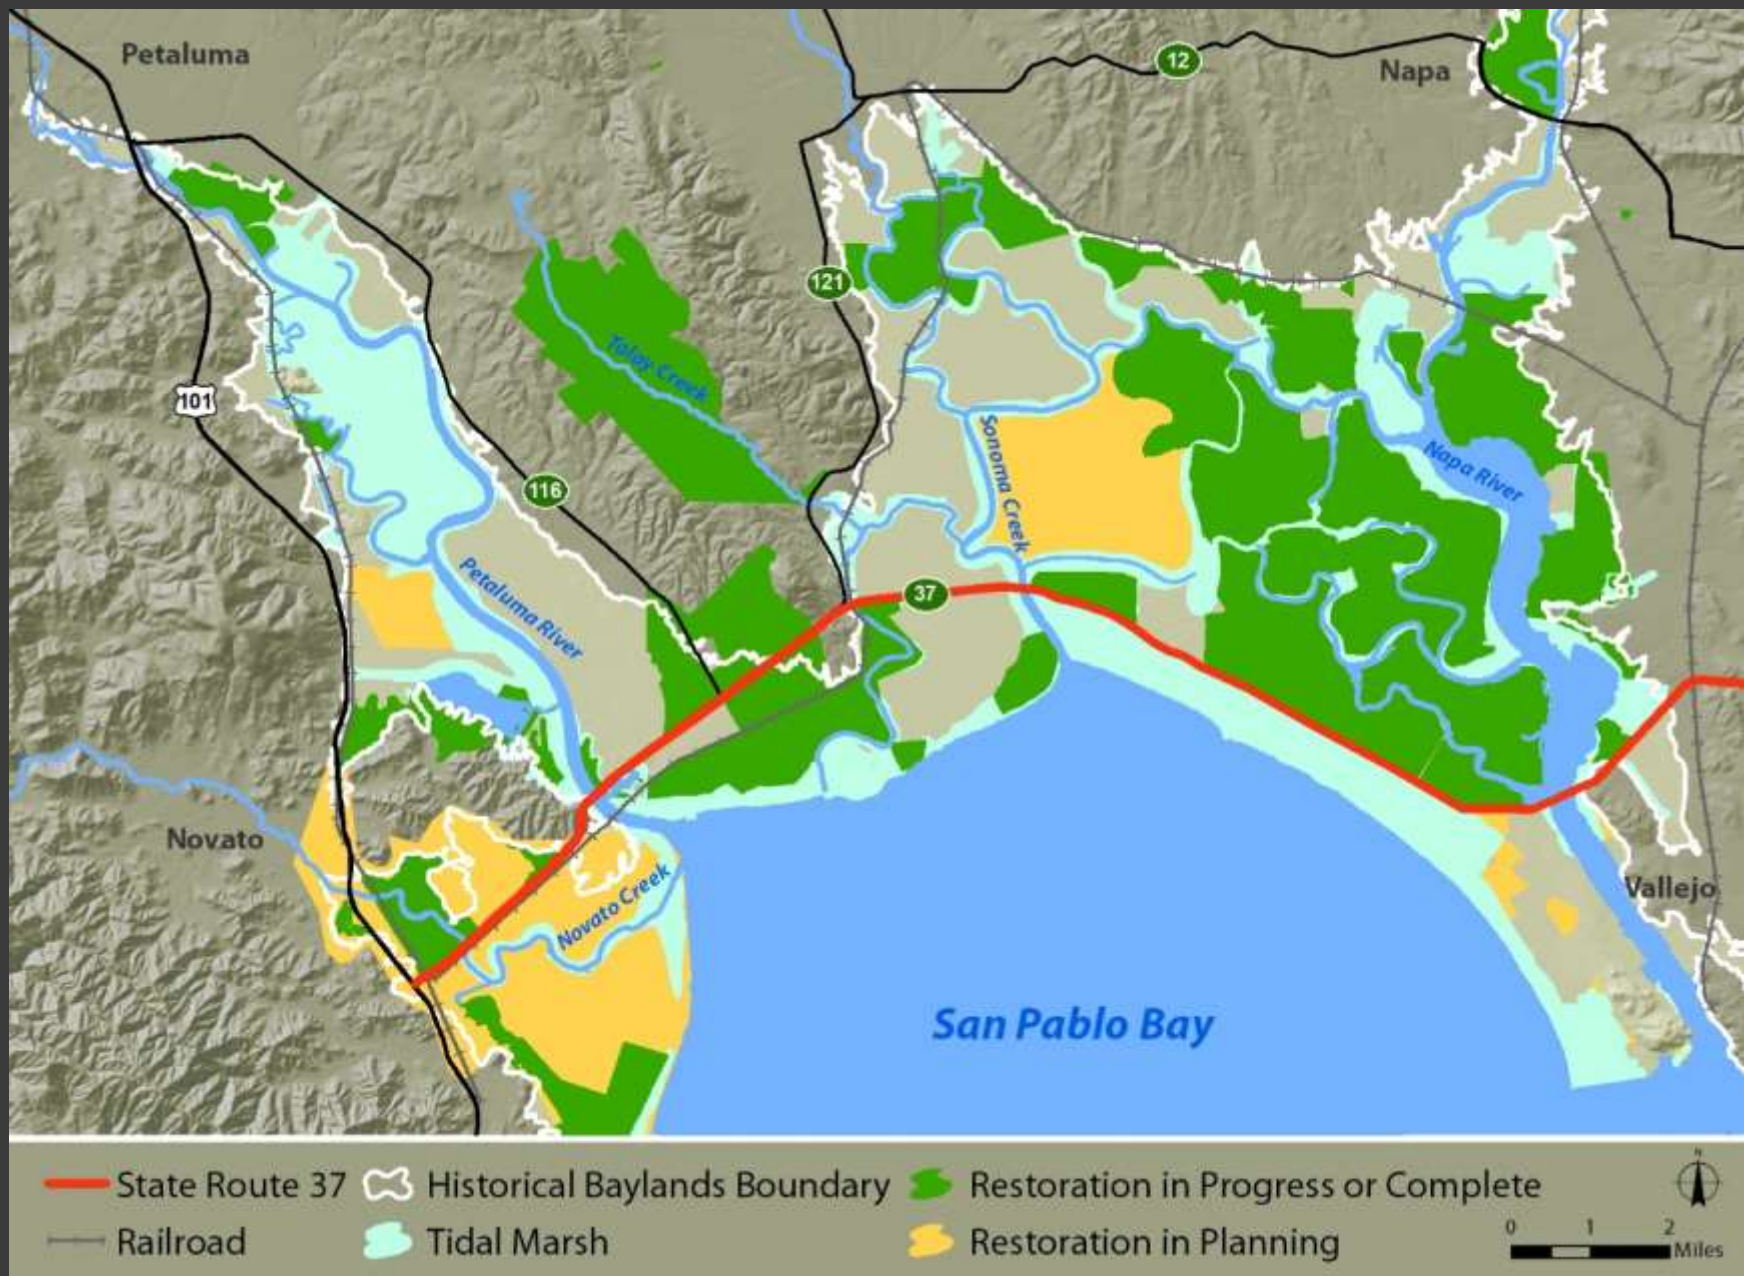 Petaluma
12
Napa
121
Tolay Creek
101
Sonoma Creek
Napa River
116
Petaluma River
37
Novato
Vallejo
Novato Creek
San Pablo Bay
State Route 37
Historical Baylands Boundary
Restoration in Progress or Complete
N
Railroad
Tidal Marsh
Restoration in Planning
0 1 2
Miles